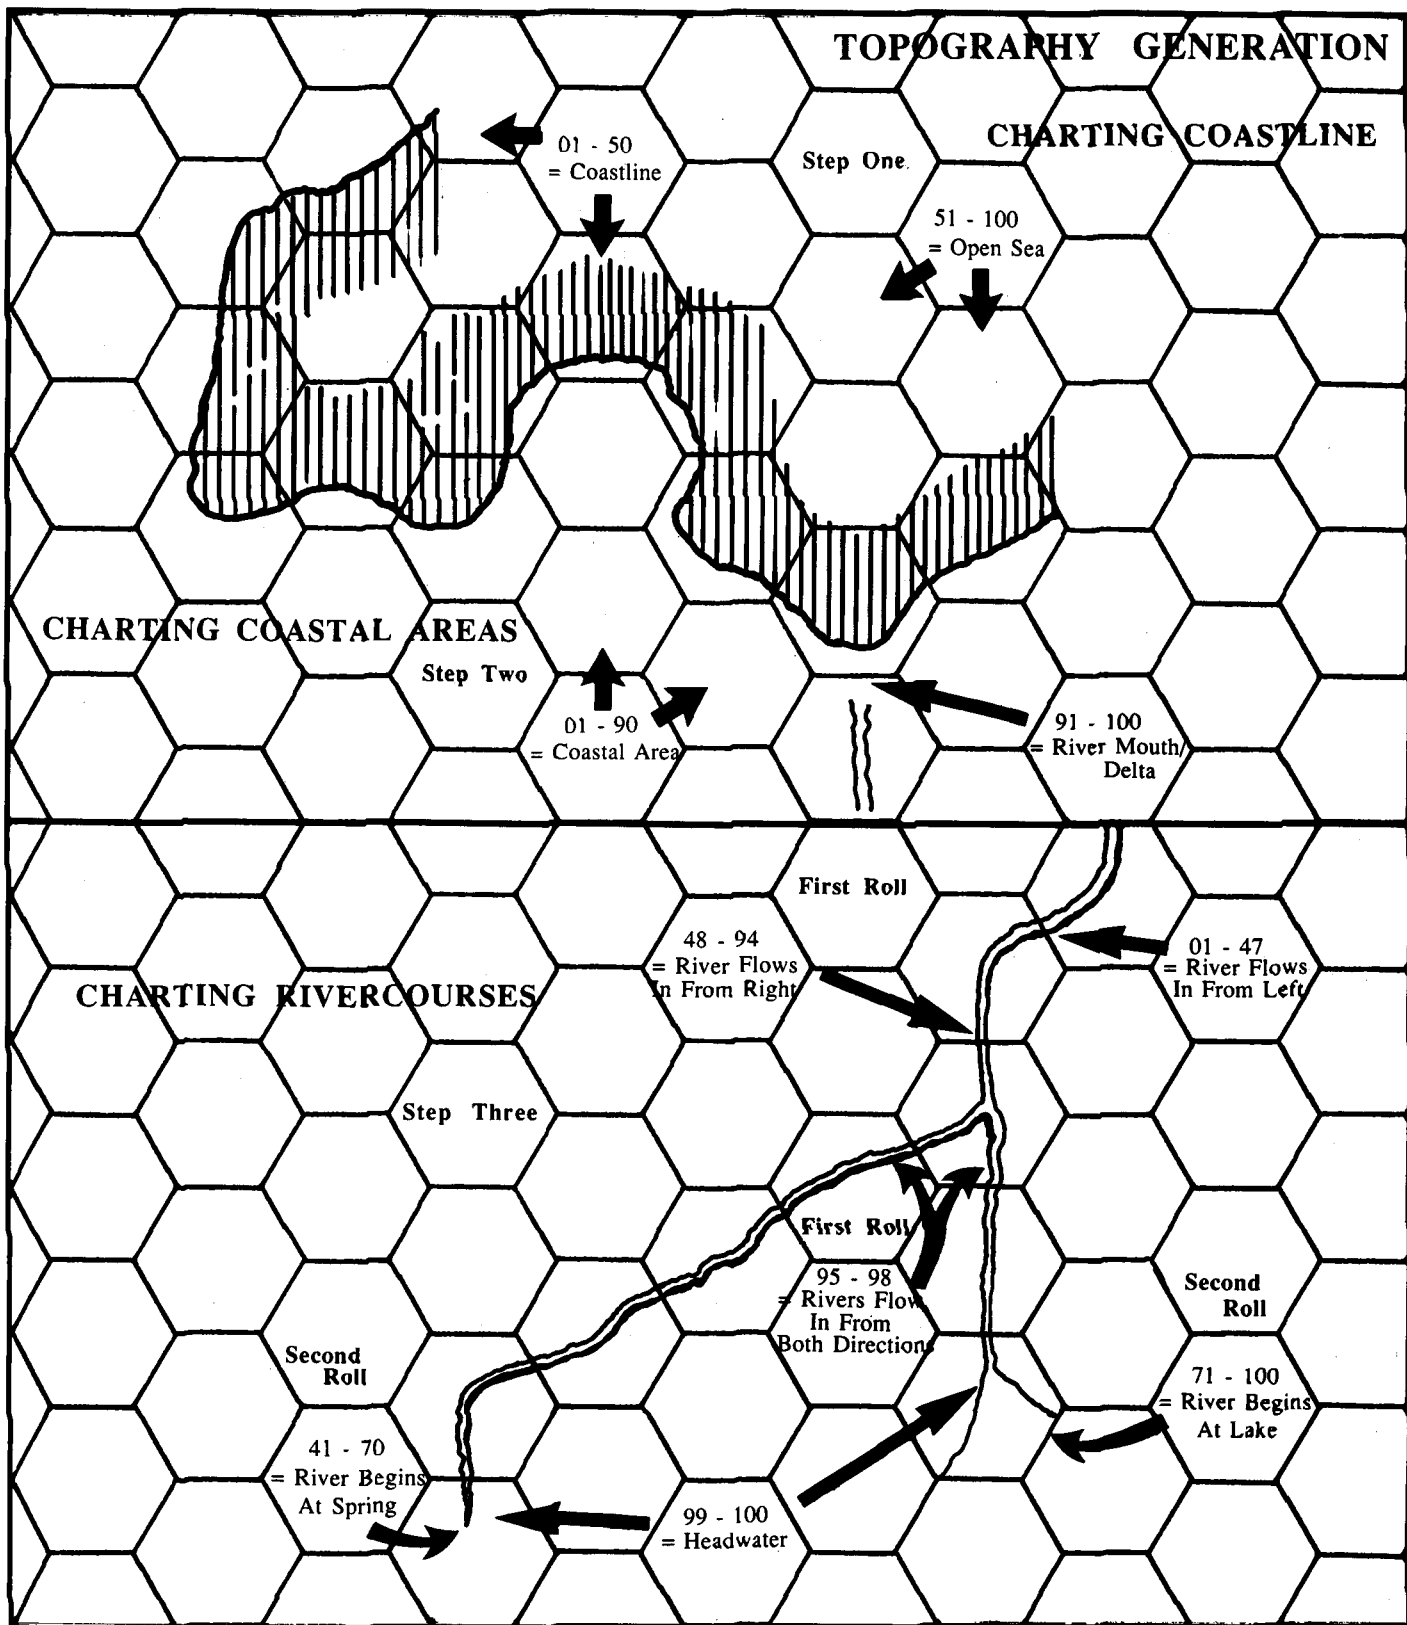 TOPOGRAPHY GENERATION
CHARTING COASTLINE
01 - 50
= Coastline
Step One
51 - 100
= Open Sea
CHARTING COASTAL AREAS
Step Two
01 - 90
= Coastal Area
91 - 100
= River Mouth/
Delta
First Roll
48 - 94
= River Flows
In From Right
01 - 47
= River Flows
In From Left
CHARTING RIVERCOURSES
Step Three
First Roll
95 - 98
= Rivers Flow
In From
Both Directions
Second
Roll
Second
Roll
71 - 100
= River Begins
At Lake
41 - 70
= River Begins
At Spring
99 - 100
= Headwater